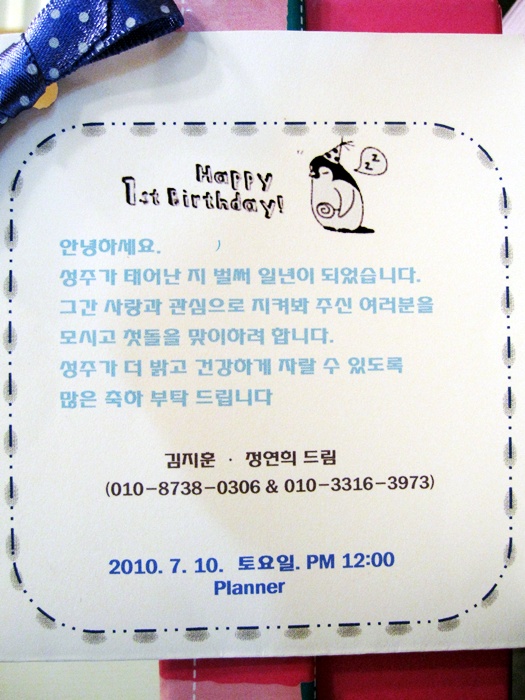 Happy
1st Birthday!
z z
안녕하세요.
성주가 태어난 지 벌써 일년이 되었습니다.
그간 사랑과 관심으로 지켜봐 주신 여러분을
모시고 첫돌을 맞이하려 합니다.
성주가 더 밝고 건강하게 자랄 수 있도록
많은 축하 부탁 드립니다
김지훈 · 정연희 드림
(010-8738-0306 & 010-3316-3973)
2010. 7. 10. 토요일. PM 12:00
Planner